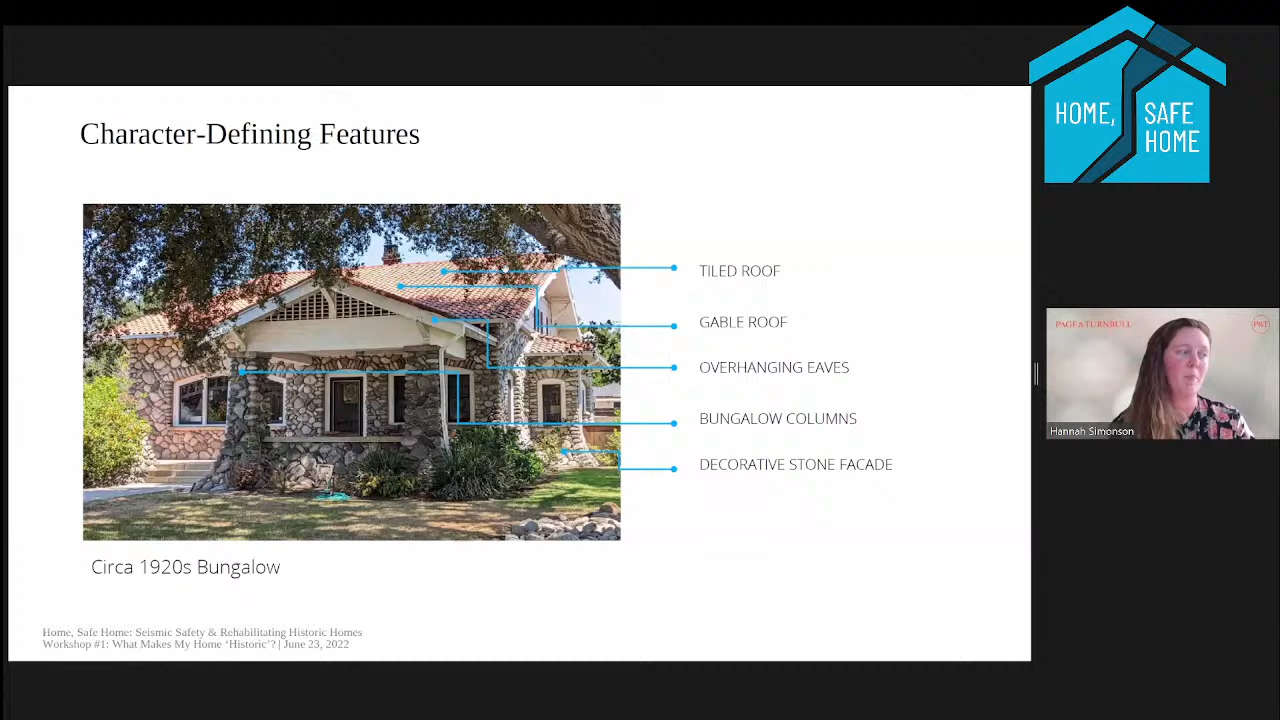 Character-Defining Features
TILED ROOF
GABLE ROOF
OVERHANGING EAVES
BUNGALOW COLUMNS
DECORATIVE STONE FACADE
Circa 1920s Bungalow
Home, Safe Home: Seismic Safety & Rehabilitating Historic Homes
Workshop #1: What Makes My Home ‘Historic’? | June 23, 2022
HOME, SAFE
HOME
PAGE & TURNBULL
P&T
Hannah Simonson